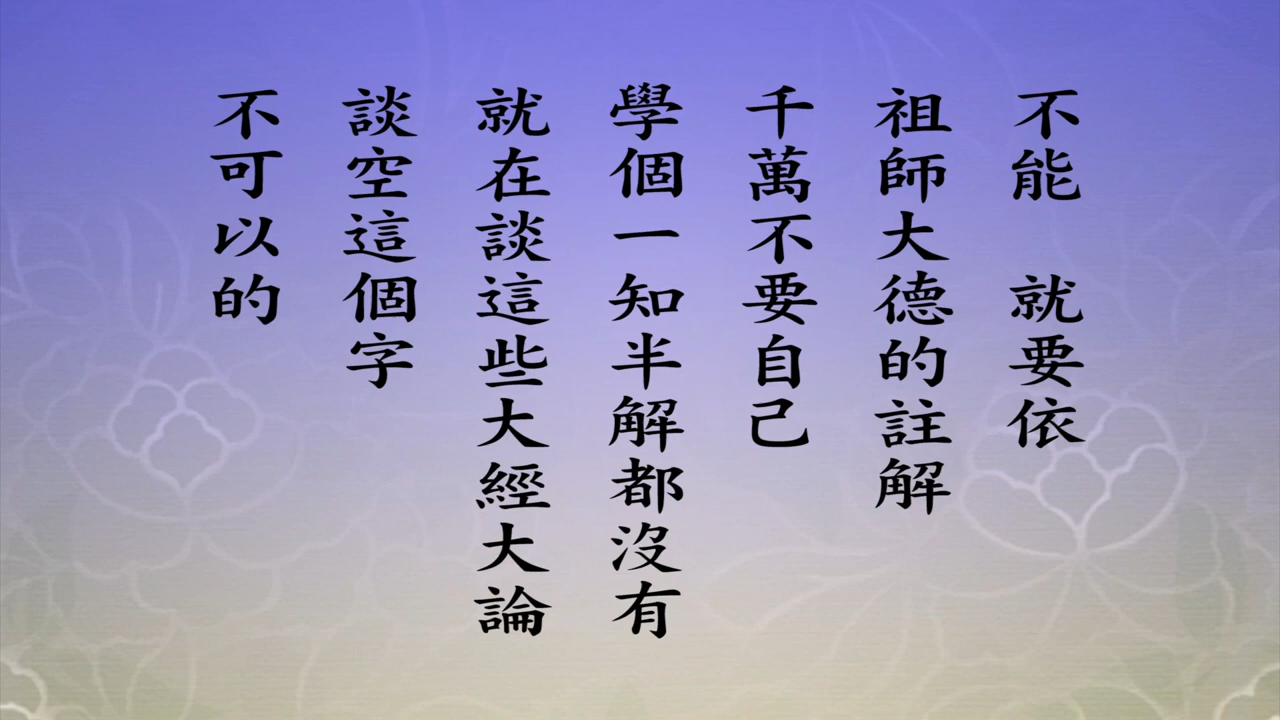 不能　就要依
祖師大德的註解
千萬不要自己
學個一知半解都沒有
就在談這些大經大論
談空這個字
不可以的